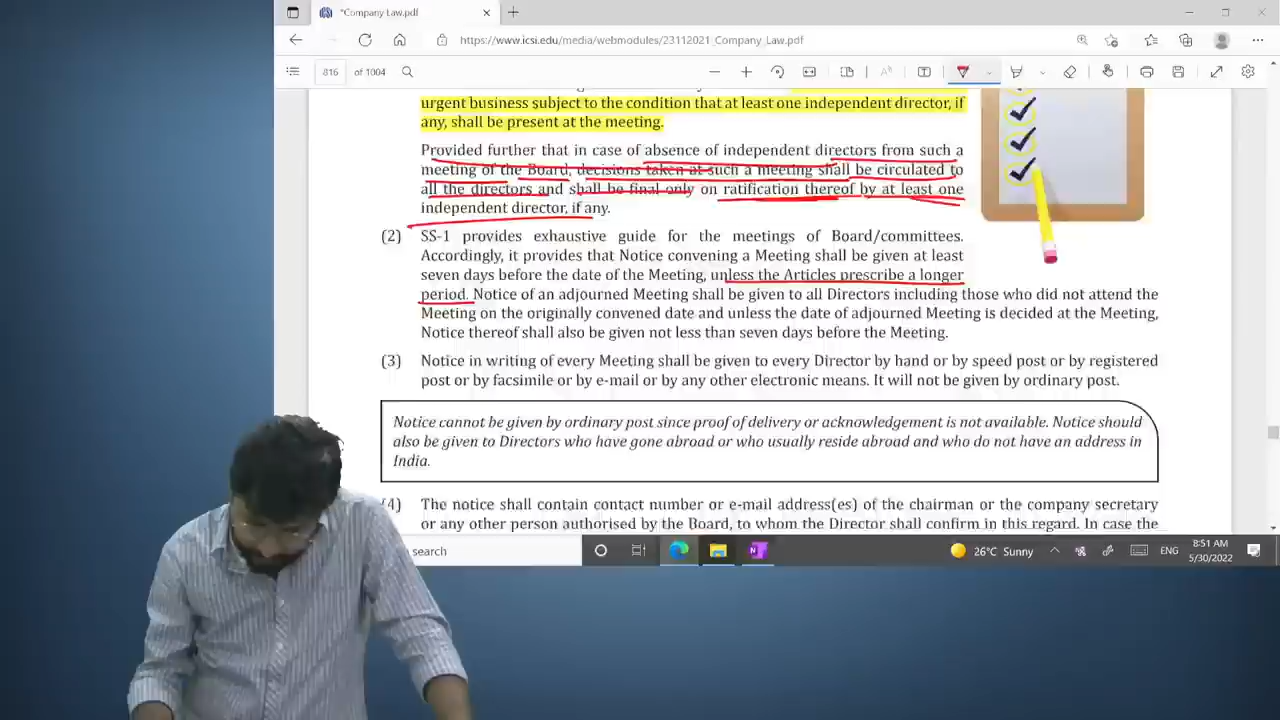 *Company Law.pdf
https://www.icsi.edu/media/webmodules/23112021_Company_Law.pdf
816 of 1004
urgent business subject to the condition that at least one independent director, if
any, shall be present at the meeting.
Provided further that in case of absence of independent directors from such a
meeting of the Board, decisions taken at such a meeting shall be circulated to
all the directors and shall be final only on ratification thereof by at least one
independent director, if any.
(2) SS-1 provides exhaustive guide for the meetings of Board/committees.
Accordingly, it provides that Notice convening a Meeting shall be given at least
seven days before the date of the Meeting, unless the Articles prescribe a longer
period. Notice of an adjourned Meeting shall be given to all Directors including those who did not attend the
Meeting on the originally convened date and unless the date of adjourned Meeting is decided at the Meeting,
Notice thereof shall also be given not less than seven days before the Meeting.
(3) Notice in writing of every Meeting shall be given to every Director by hand or by speed post or by registered
post or by facsimile or by e-mail or by any other electronic means. It will not be given by ordinary post.
Notice cannot be given by ordinary post since proof of delivery or acknowledgement is not available. Notice should
also be given to Directors who have gone abroad or who usually reside abroad and who do not have an address in
India.
(4) The notice shall contain contact number or e-mail address(es) of the chairman or the company secretary
or any other person authorised by the Board, to whom the Director shall confirm in this regard. In case the
search
26°C Sunny
ENG
8:51 AM
5/30/2022